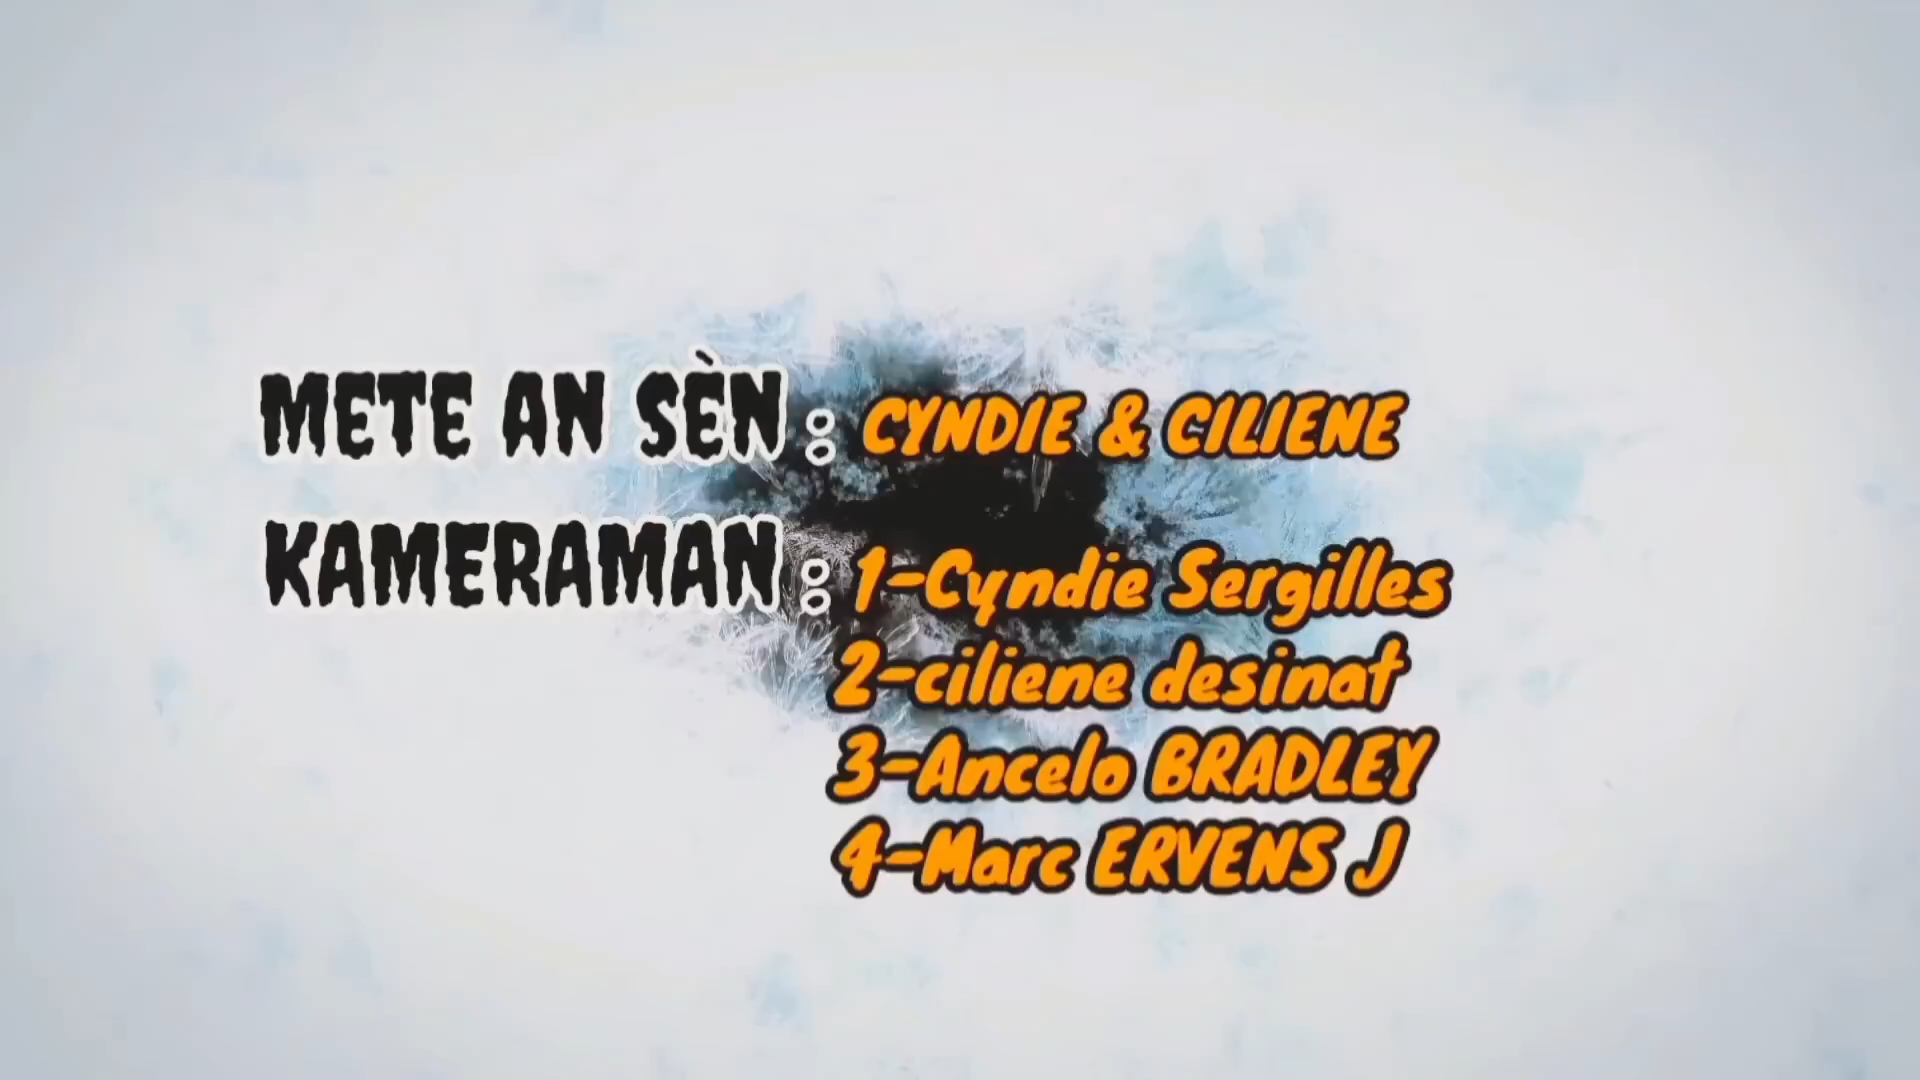 METE AN SÈN : CYNDIE & CILIENE
KAMERAMAN : 1-Cyndie Sergilles
2-ciliene desinat
3-Ancelo BRADLEY
4-Marc ERVENS J